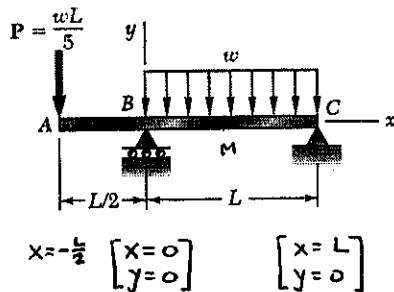 P = wL/5
y
w
A B C x
M
L/2 L
x = -L/2 [x = 0 y = 0] [x = L y = 0]